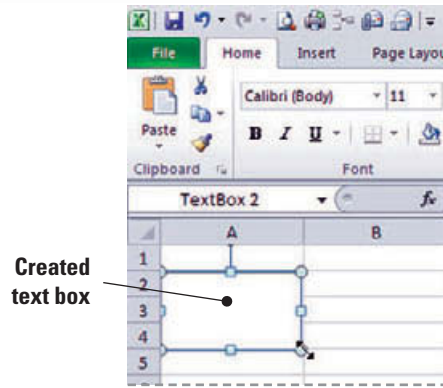 File Home Insert Page Layou
Calibri (Body) 11
Paste B I U
Clipboard Font
TextBox 2 fx
A B
1
2
3
4
5
Created
text box